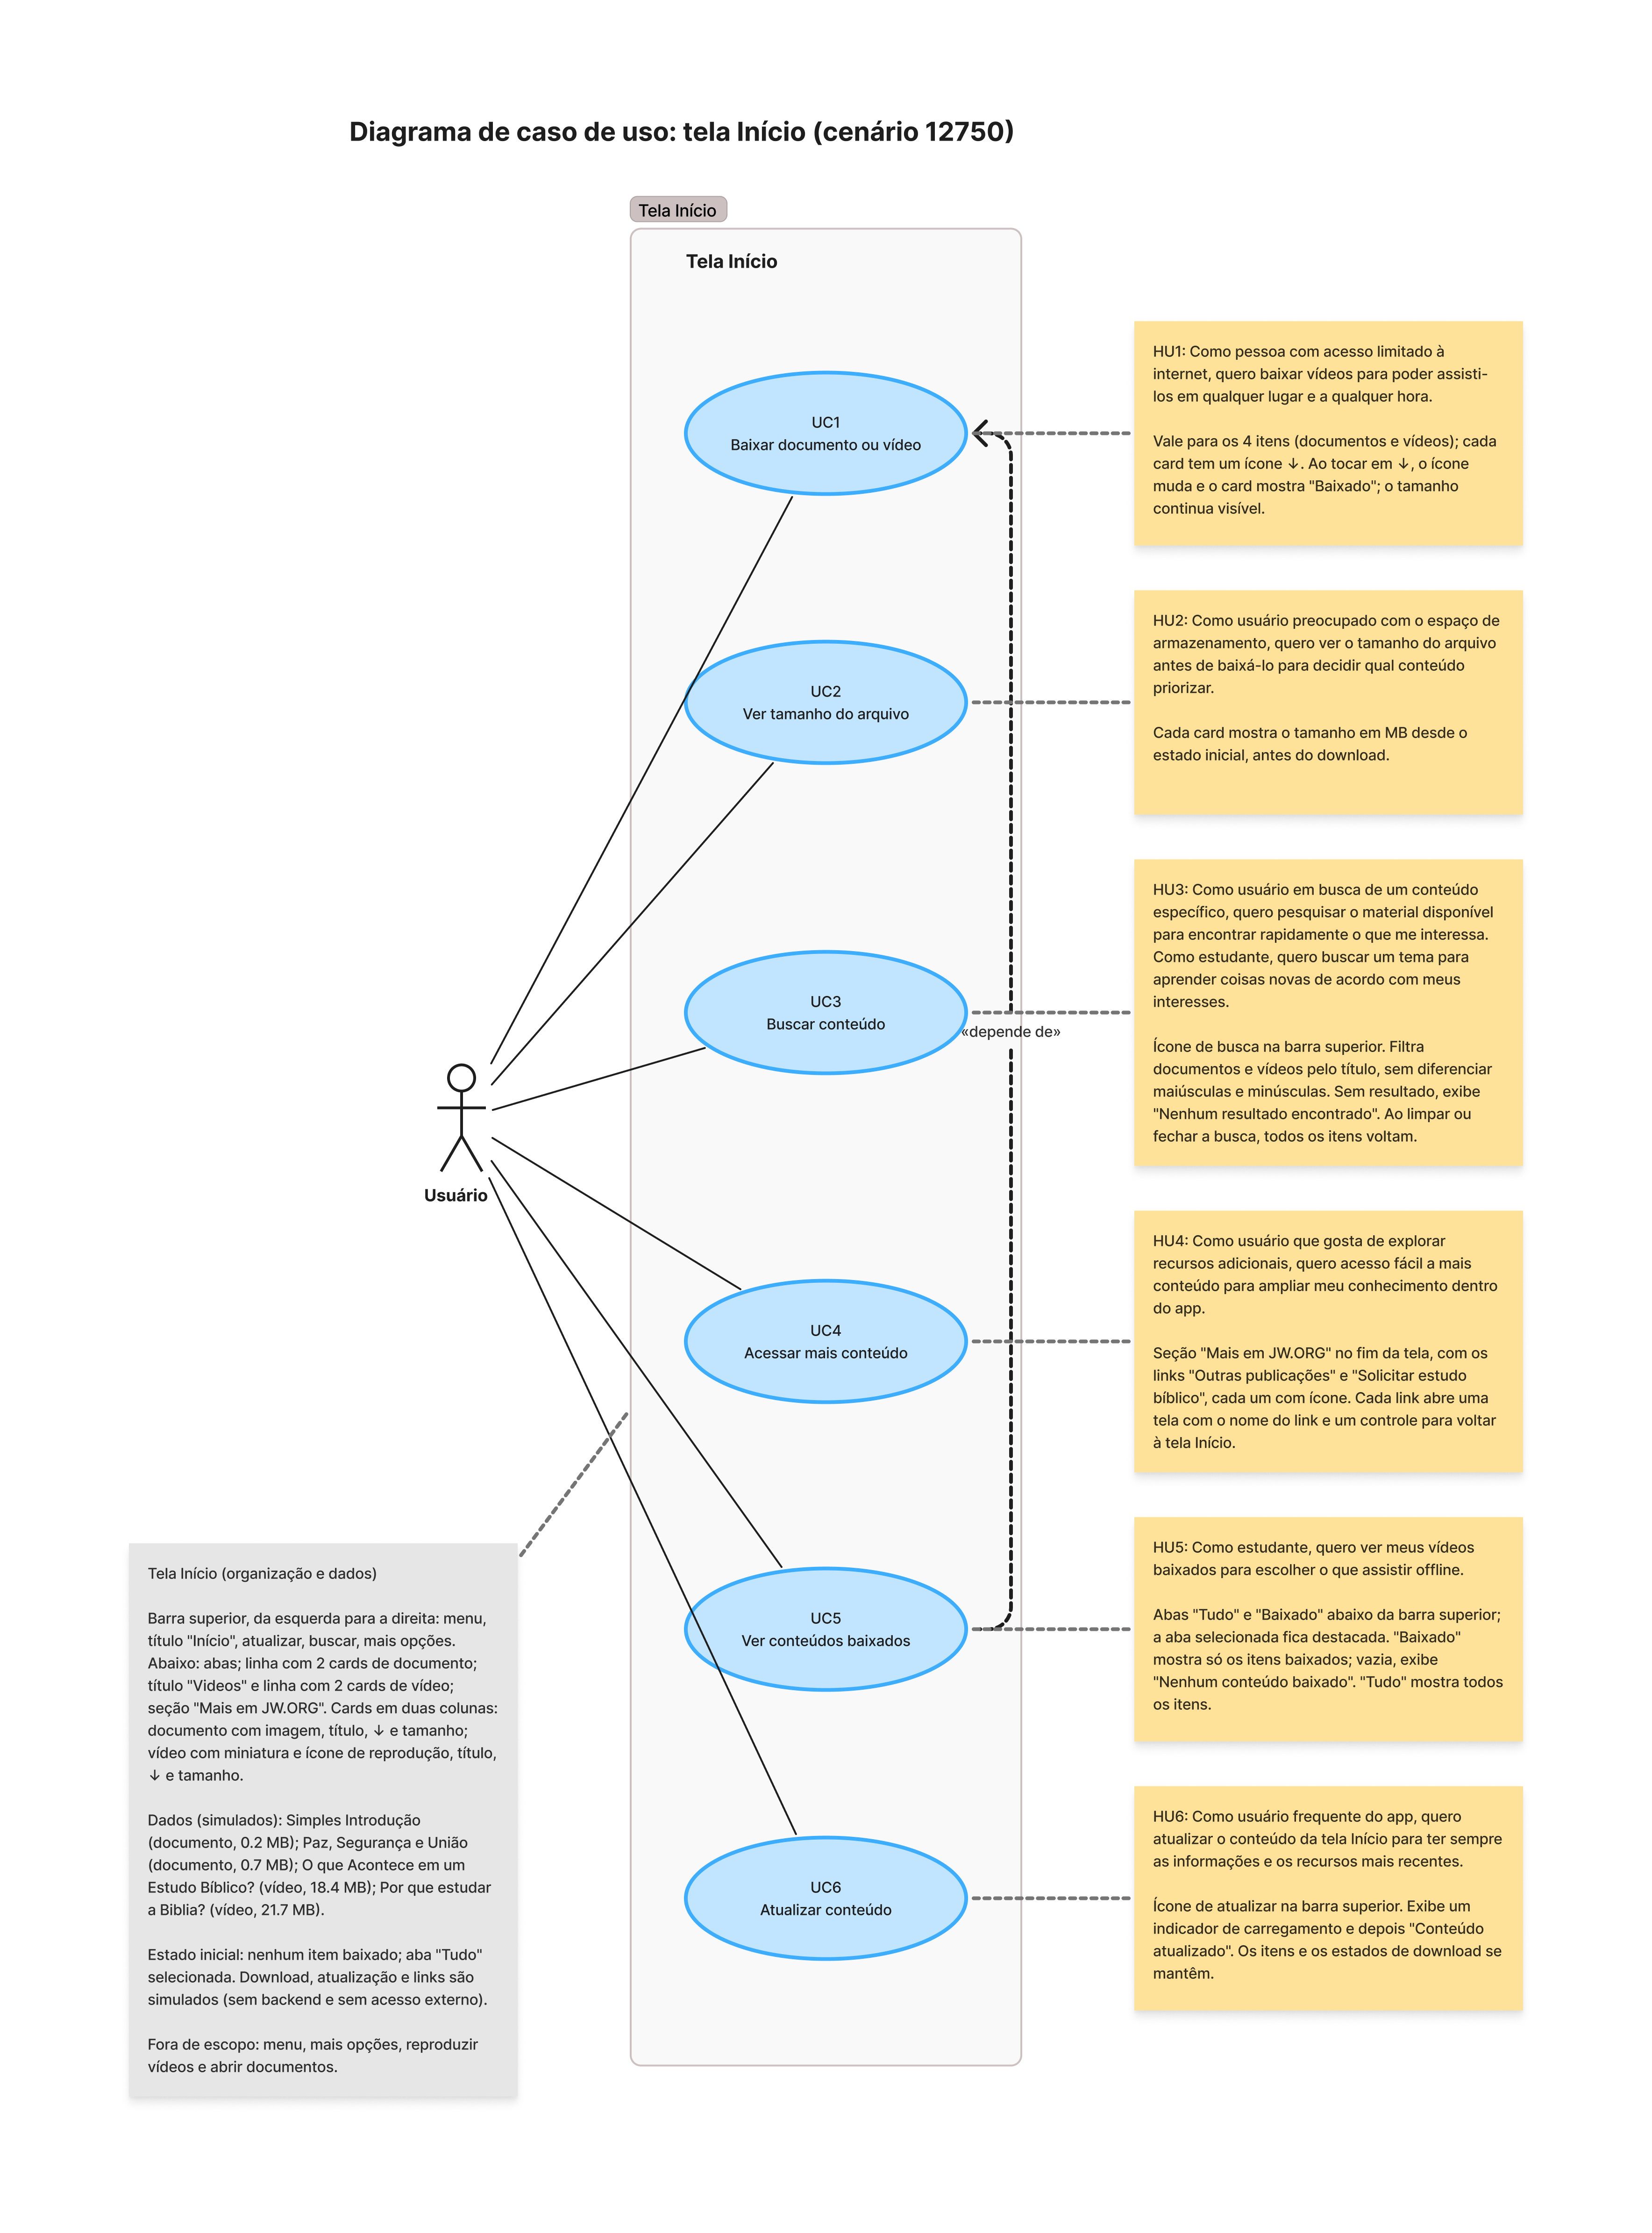 Diagrama de caso de uso: tela Início (cenário 12750)
Tela Início
Tela Início
UC1
Baixar documento ou vídeo
HU1: Como pessoa com acesso limitado à
internet, quero baixar vídeos para poder assisti-
los em qualquer lugar e a qualquer hora.
Vale para os 4 itens (documentos e vídeos); cada
card tem um ícone ↓. Ao tocar em ↓, o ícone
muda e o card mostra "Baixado"; o tamanho
continua visível.
UC2
Ver tamanho do arquivo
HU2: Como usuário preocupado com o espaço de
armazenamento, quero ver o tamanho do arquivo
antes de baixá-lo para decidir qual conteúdo
priorizar.
Cada card mostra o tamanho em MB desde o
estado inicial, antes do download.
UC3
Buscar conteúdo
«depende de»
HU3: Como usuário em busca de um conteúdo
específico, quero pesquisar o material disponível
para encontrar rapidamente o que me interessa.
Como estudante, quero buscar um tema para
aprender coisas novas de acordo com meus
interesses.
Ícone de busca na barra superior. Filtra
documentos e vídeos pelo título, sem diferenciar
maiúsculas e minúsculas. Sem resultado, exibe
"Nenhum resultado encontrado". Ao limpar ou
fechar a busca, todos os itens voltam.
Usuário
UC4
Acessar mais conteúdo
HU4: Como usuário que gosta de explorar
recursos adicionais, quero acesso fácil a mais
conteúdo para ampliar meu conhecimento dentro
do app.
Seção "Mais em JW.ORG" no fim da tela, com os
links "Outras publicações" e "Solicitar estudo
bíblico", cada um com ícone. Cada link abre uma
tela com o nome do link e um controle para voltar
à tela Início.
UC5
Ver conteúdos baixados
HU5: Como estudante, quero ver meus vídeos
baixados para escolher o que assistir offline.
Abas "Tudo" e "Baixado" abaixo da barra superior;
a aba selecionada fica destacada. "Baixado"
mostra só os itens baixados; vazia, exibe
"Nenhum conteúdo baixado". "Tudo" mostra todos
os itens.
Tela Início (organização e dados)
Barra superior, da esquerda para a direita: menu,
título "Início", atualizar, buscar, mais opções.
Abaixo: abas; linha com 2 cards de documento;
título "Videos" e linha com 2 cards de vídeo;
seção "Mais em JW.ORG". Cards em duas colunas:
documento com imagem, título, ↓ e tamanho;
vídeo com miniatura e ícone de reprodução, título,
↓ e tamanho.
Dados (simulados): Simples Introdução
(documento, 0.2 MB); Paz, Segurança e União
(documento, 0.7 MB); O que Acontece em um
Estudo Bíblico? (vídeo, 18.4 MB); Por que estudar
a Biblia? (vídeo, 21.7 MB).
Estado inicial: nenhum item baixado; aba "Tudo"
selecionada. Download, atualização e links são
simulados (sem backend e sem acesso externo).
Fora de escopo: menu, mais opções, reproduzir
vídeos e abrir documentos.
UC6
Atualizar conteúdo
HU6: Como usuário frequente do app, quero
atualizar o conteúdo da tela Início para ter sempre
as informações e os recursos mais recentes.
Ícone de atualizar na barra superior. Exibe um
indicador de carregamento e depois "Conteúdo
atualizado". Os itens e os estados de download se
mantêm.